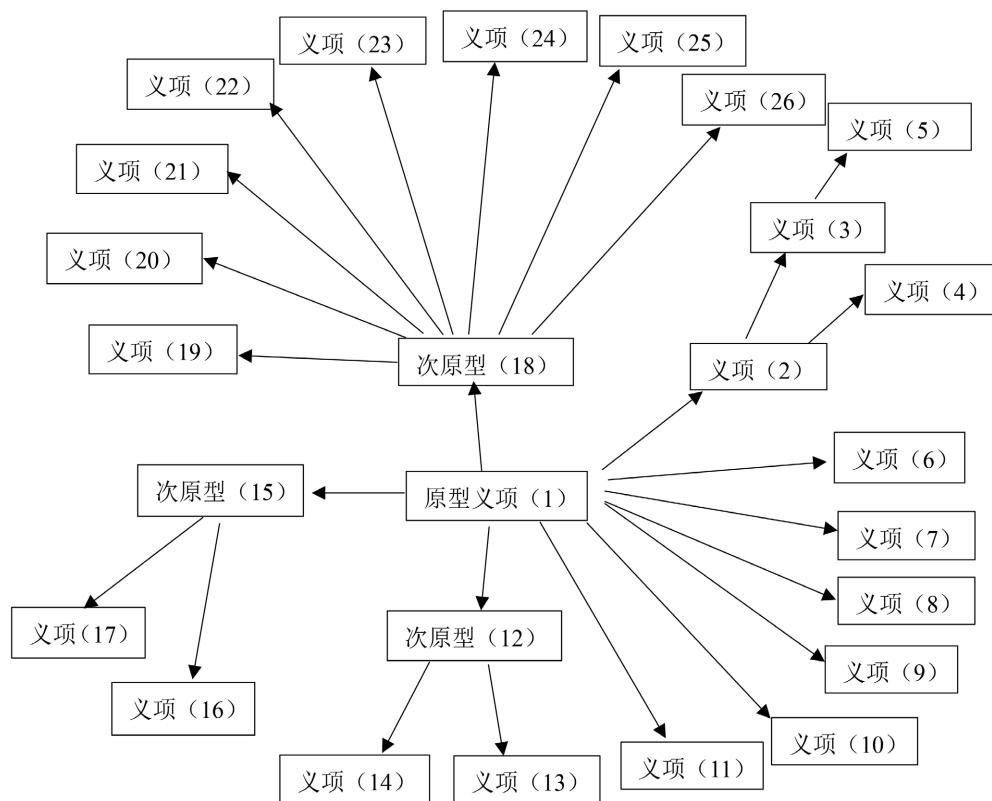 义项（24）
义项（23）
义项（25）
义项（22）
义项（26）
义项（5）
义项（21）
义项（3）
义项（20）
义项（4）
义项（19）
次原型（18）
义项（2）
义项（6）
次原型（15）
原型义项（1）
义项（7）
义项（8）
义项（17）
次原型（12）
义项（9）
义项（16）
义项（10）
义项（14）
义项（13）
义项（11）